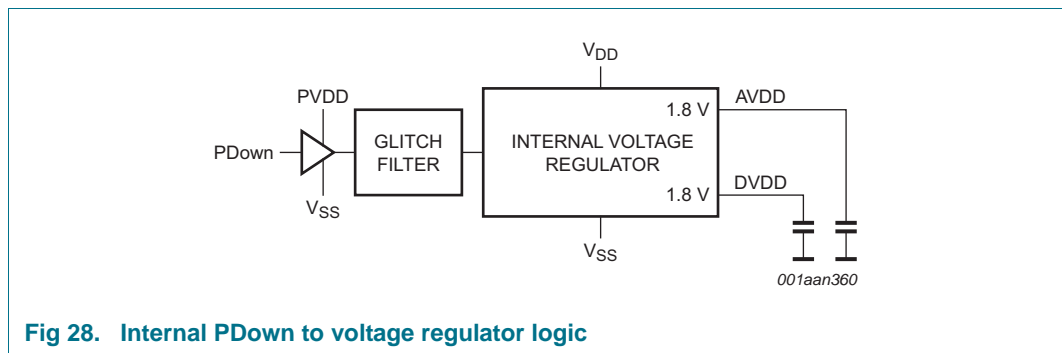 VDD
PVDD
AVDD
1.8 V
GLITCH
FILTER
INTERNAL VOLTAGE
REGULATOR
PDown
1.8 V
DVDD
VSS
VSS
001aan360
Fig 28. Internal PDown to voltage regulator logic